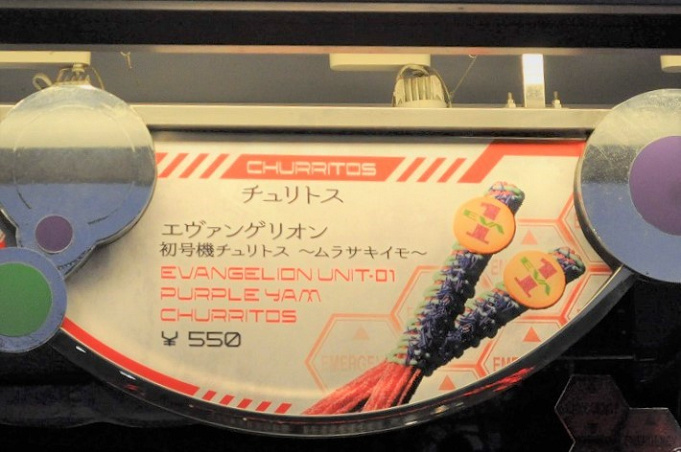 CHURRITOS
チュリトス
エヴァンゲリオン
初号機チュリトス ～ムラサキイモ～
EVANGELION UNIT-01
PURPLE YAM
CHURRITOS
¥ 550
EMERGENCY